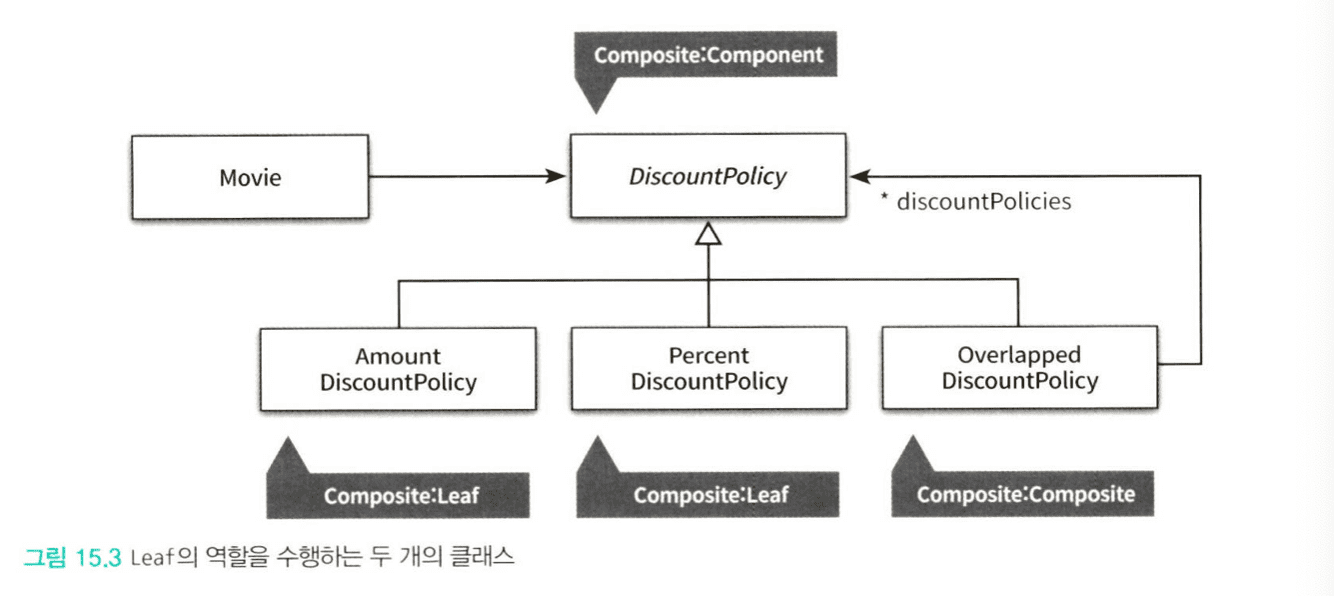 Composite:Component
Movie
DiscountPolicy
* discountPolicies
Amount
DiscountPolicy
Percent
DiscountPolicy
Overlapped
DiscountPolicy
Composite:Leaf
Composite:Leaf
Composite:Composite
그림 15.3 Leaf의 역할을 수행하는 두 개의 클래스